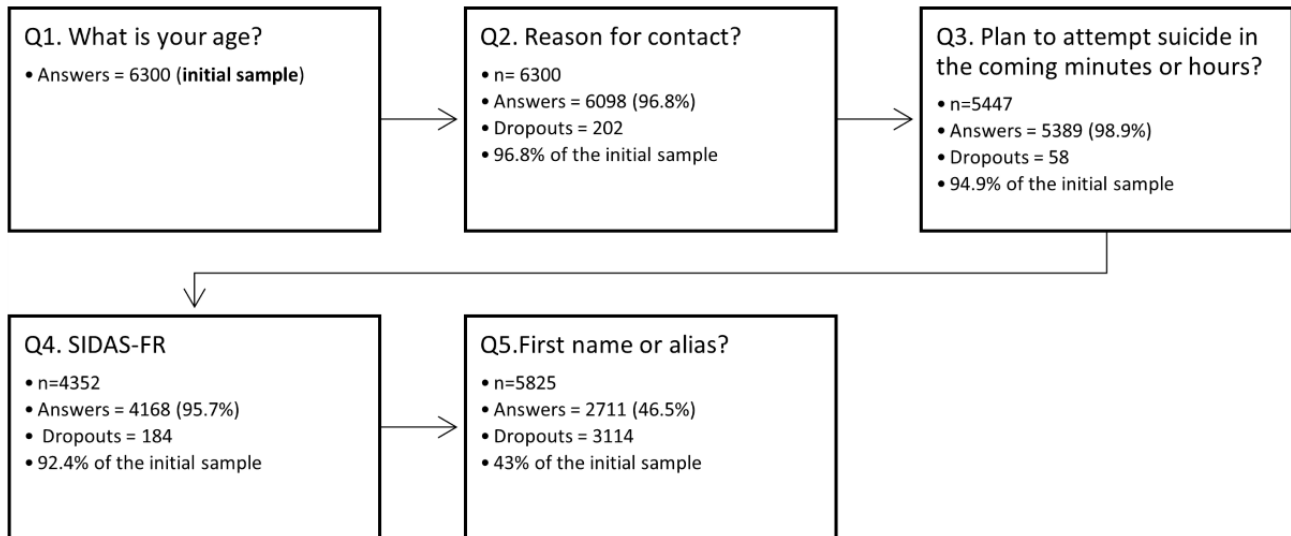 Q1. What is your age?
• Answers = 6300 (initial sample)
Q2. Reason for contact?
• n= 6300
• Answers = 6098 (96.8%)
• Dropouts = 202
• 96.8% of the initial sample
Q3. Plan to attempt suicide in
the coming minutes or hours?
• n=5447
• Answers = 5389 (98.9%)
• Dropouts = 58
• 94.9% of the initial sample
Q4. SIDAS-FR
• n=4352
• Answers = 4168 (95.7%)
• Dropouts = 184
• 92.4% of the initial sample
Q5.First name or alias?
• n=5825
• Answers = 2711 (46.5%)
• Dropouts = 3114
• 43% of the initial sample